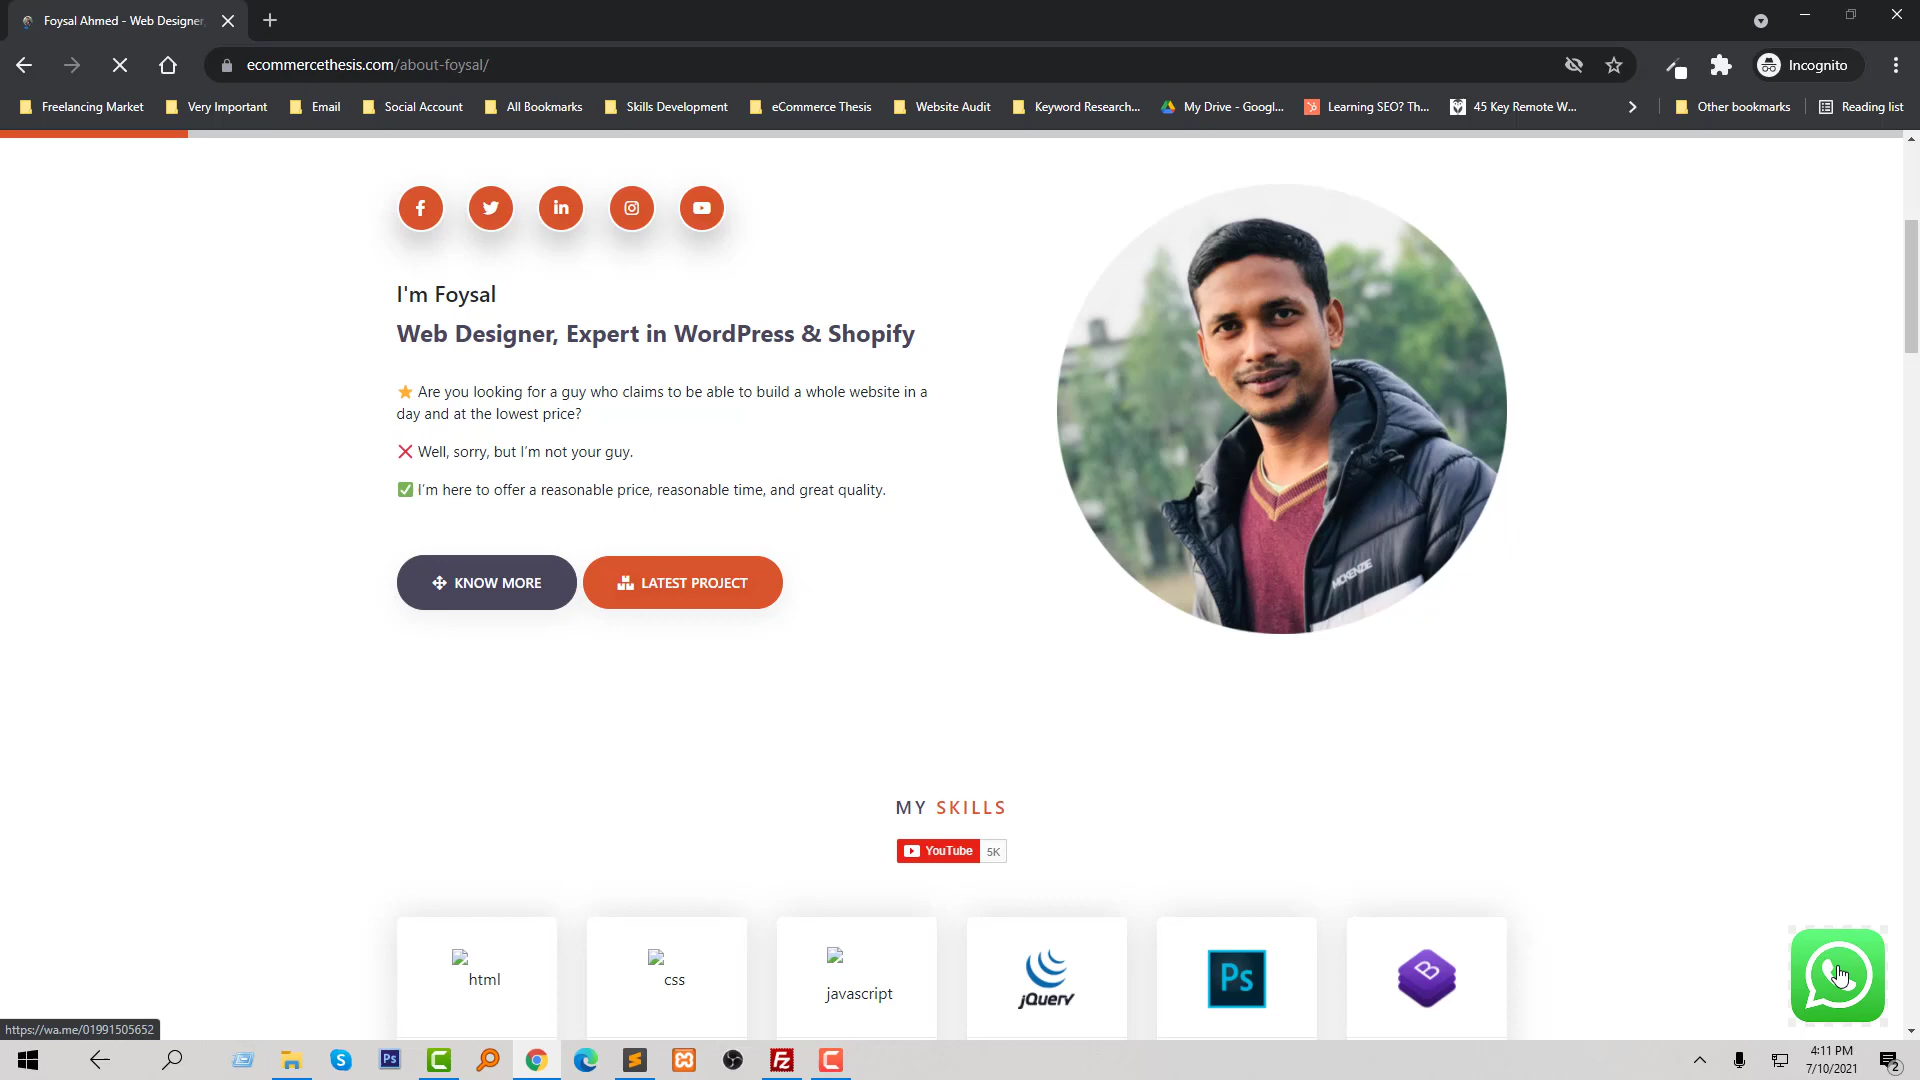 Foysal Ahmed - Web Designer,
ecommercethesis.com/about-foysal/
Incognito
Freelancing Market
Very Important
Email
Social Account
All Bookmarks
Skills Development
eCommerce Thesis
Website Audit
Keyword Research...
My Drive - Googl...
Learning SEO? Th...
45 Key Remote W...
Other bookmarks
Reading list
I'm Foysal
Web Designer, Expert in WordPress & Shopify
⭐ Are you looking for a guy who claims to be able to build a whole website in a
day and at the lowest price?
❌ Well, sorry, but I'm not your guy.
✅ I'm here to offer a reasonable price, reasonable time, and great quality.
KNOW MORE
LATEST PROJECT
MCKENZIE
MY SKILLS
YouTube 5K
html
css
javascript
jQuery
Ps
B
https://wa.me/01991505652
4:11 PM
7/10/2021
2